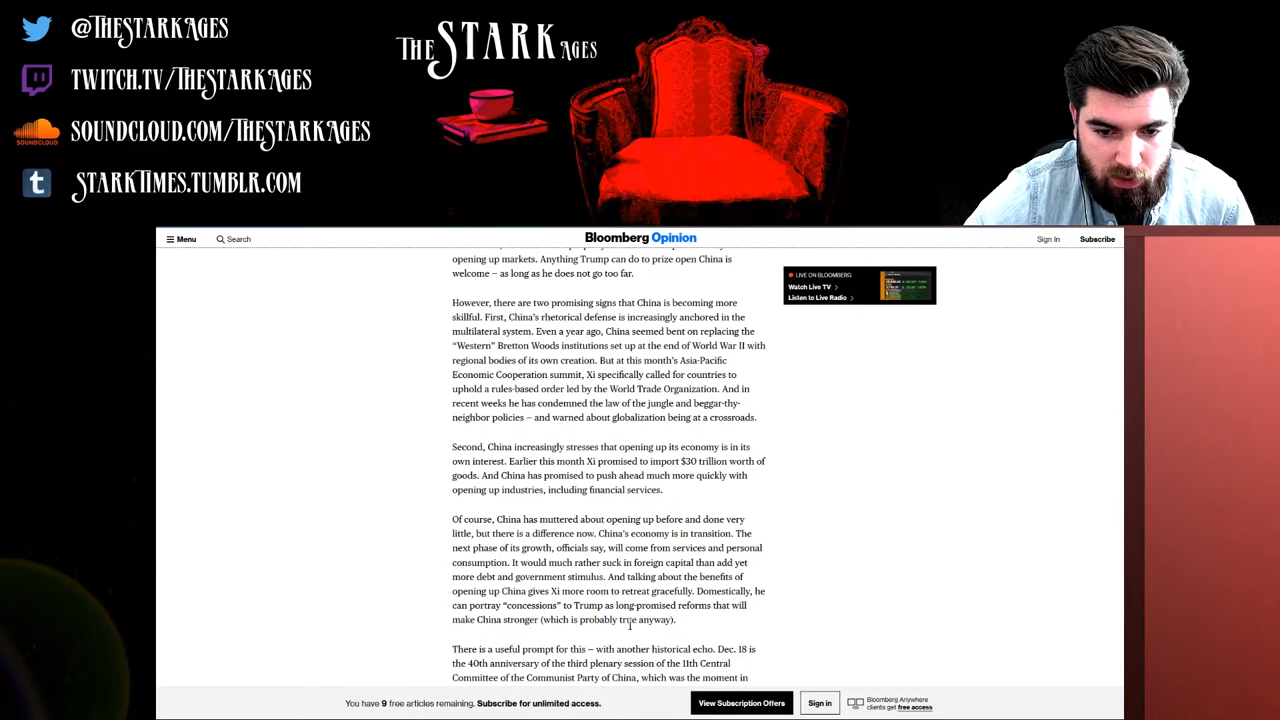 @THESTARKAGES
TWITCH.TV/THESTARKAGES
SOUNDCLOUD.COM/THESTARKAGES
STARKTIMES.TUMBLR.COM
THE STARK AGES
Menu
Search
Bloomberg Opinion
Sign In
Subscribe
opening up markets. Anything Trump can do to prize open China is
welcome – as long as he does not go too far.
However, there are two promising signs that China is becoming more
skillful. First, China's rhetorical defense is increasingly anchored in the
multilateral system. Even a year ago, China seemed bent on replacing the
“Western” Bretton Woods institutions set up at the end of World War II with
regional bodies of its own creation. But at this month's Asia-Pacific
Economic Cooperation summit, Xi specifically called for countries to
uphold a rules-based order led by the World Trade Organization. And in
recent weeks he has condemned the law of the jungle and beggar-thy-
neighbor policies – and warned about globalization being at a crossroads.
Second, China increasingly stresses that opening up its economy is in its
own interest. Earlier this month Xi promised to import $30 trillion worth of
goods. And China has promised to push ahead much more quickly with
opening up industries, including financial services.
Of course, China has muttered about opening up before and done very
little, but there is a difference now. China's economy is in transition. The
next phase of its growth, officials say, will come from services and personal
consumption. It would much rather suck in foreign capital than add yet
more debt and government stimulus. And talking about the benefits of
opening up China gives Xi more room to retreat gracefully. Domestically, he
can portray “concessions” to Trump as long-promised reforms that will
make China stronger (which is probably true anyway).
There is a useful prompt for this – with another historical echo. Dec. 18 is
the 40th anniversary of the third plenary session of the 11th Central
Committee of the Communist Party of China, which was the moment in
LIVE ON BLOOMBERG
Watch Live TV
Listen to Live Radio
You have 9 free articles remaining. Subscribe for unlimited access.
View Subscription Offers
Sign in
Bloomberg Anywhere
clients get free access